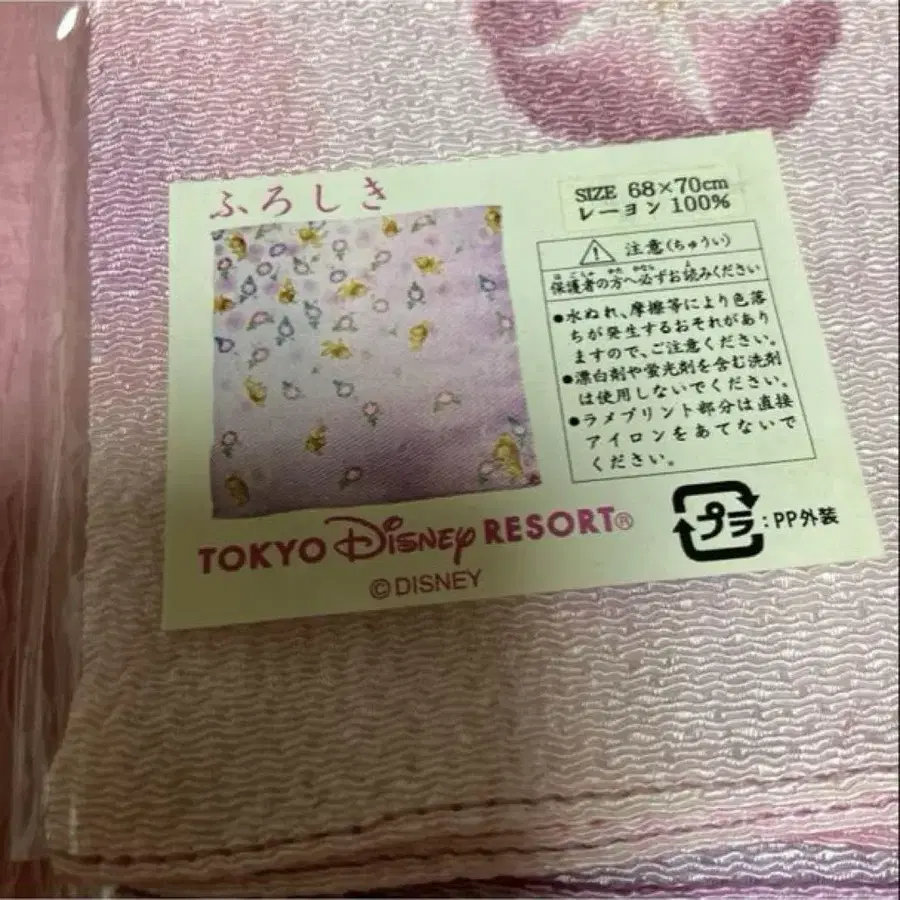 ふろしき
SIZE 68×70cm
レーヨン 100%
注意(ちゅうい)
保護者の方へ必ずお読みください
●水ぬれ、摩擦等により色落
ちが発生するおそれがあり
ますので、ご注意ください。
●漂白剤や蛍光剤を含む洗剤
は使用しないでください。
●ラメプリント部分は直接
アイロンをあてないで
ください。
TOKYO Disney RESORT®
©DISNEY
プラ:PP外装